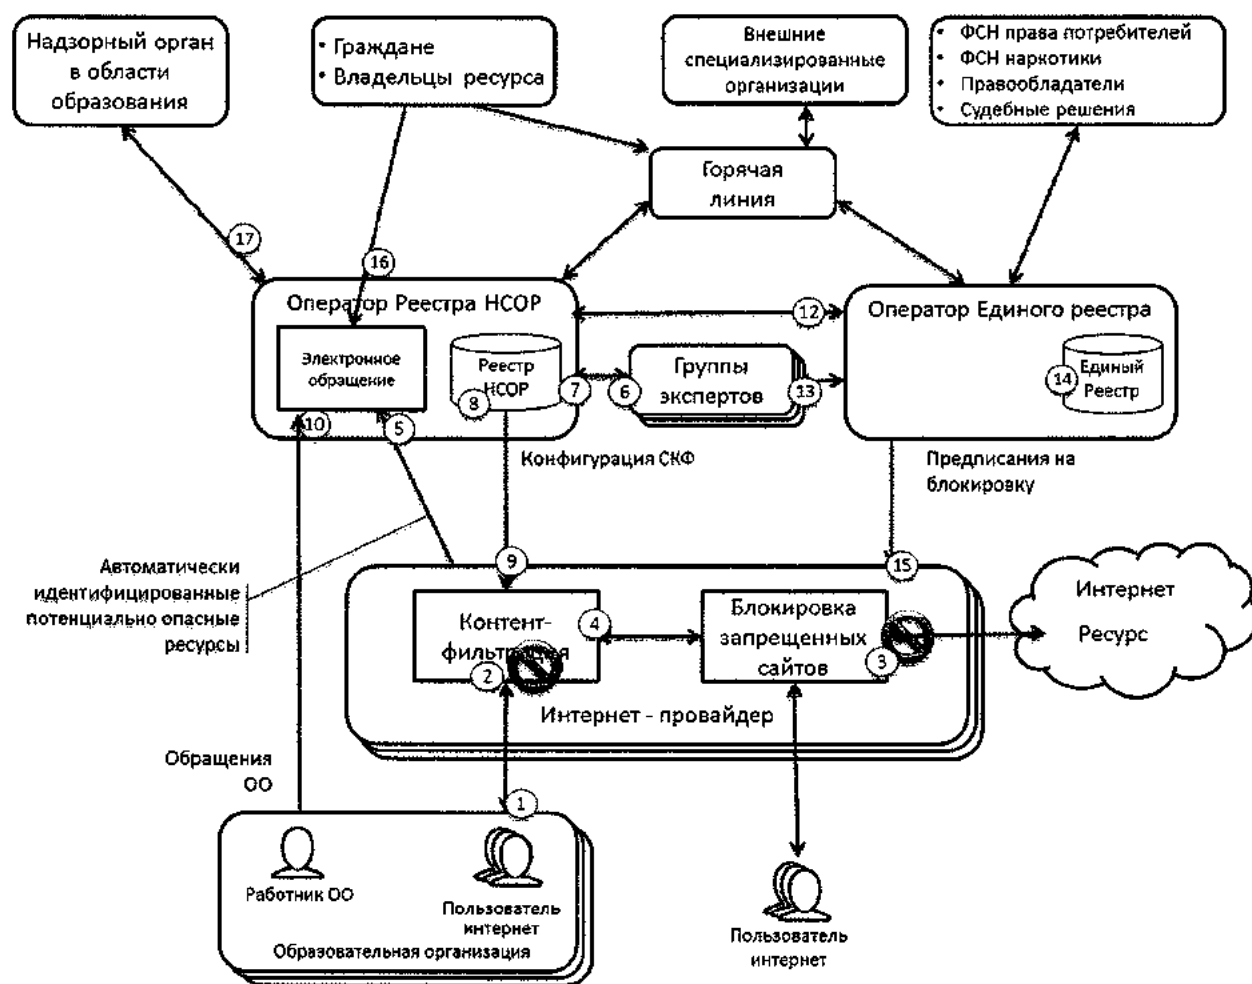 Надзорный орган
в области
образования
• Граждане
• Владельцы ресурса
Внешние
специализированные
организации
• ФСН права потребителей
• ФСН наркотики
• Правообладатели
• Судебные решения
Горячая
линия
17
16
Оператор Реестра НСОР
12
Оператор Единого реестра
Электронное
обращение
Реестр
НСОР
8
7
6
Группы
экспертов
13
14
Единый
Реестр
10
5
Конфигурация СКФ
Предписания на
блокировку
Автоматически
идентифицированные
потенциально опасные
ресурсы
9
15
Контент-
фильтрация
2
4
Блокировка
запрещенных
сайтов
3
Интернет
Ресурс
Интернет - провайдер
Обращения
ОО
1
Работник ОО
Пользователь
интернет
Образовательная организация
Пользователь
интернет